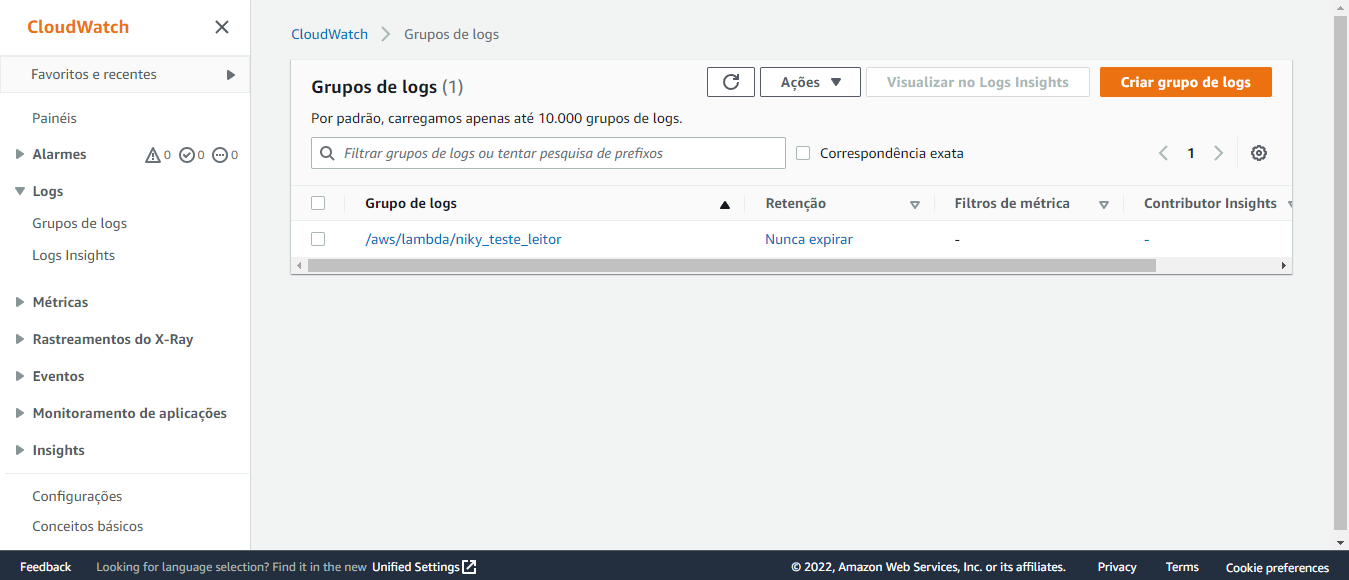 CloudWatch
Favoritos e recentes
Painéis
Alarmes 0 0 0
Logs
Grupos de logs
Logs Insights
Métricas
Rastreamentos do X-Ray
Eventos
Monitoramento de aplicações
Insights
Configurações
Conceitos básicos
CloudWatch Grupos de logs
Grupos de logs (1) Ações Visualizar no Logs Insights Criar grupo de logs
Por padrão, carregamos apenas até 10.000 grupos de logs.
Filtrar grupos de logs ou tentar pesquisa de prefixos Correspondência exata 1
Grupo de logs Retenção Filtros de métrica Contributor Insights
/aws/lambda/niky_teste_leitor Nunca expirar - -
Feedback Looking for language selection? Find it in the new Unified Settings © 2022, Amazon Web Services, Inc. or its affiliates. Privacy Terms Cookie preferences